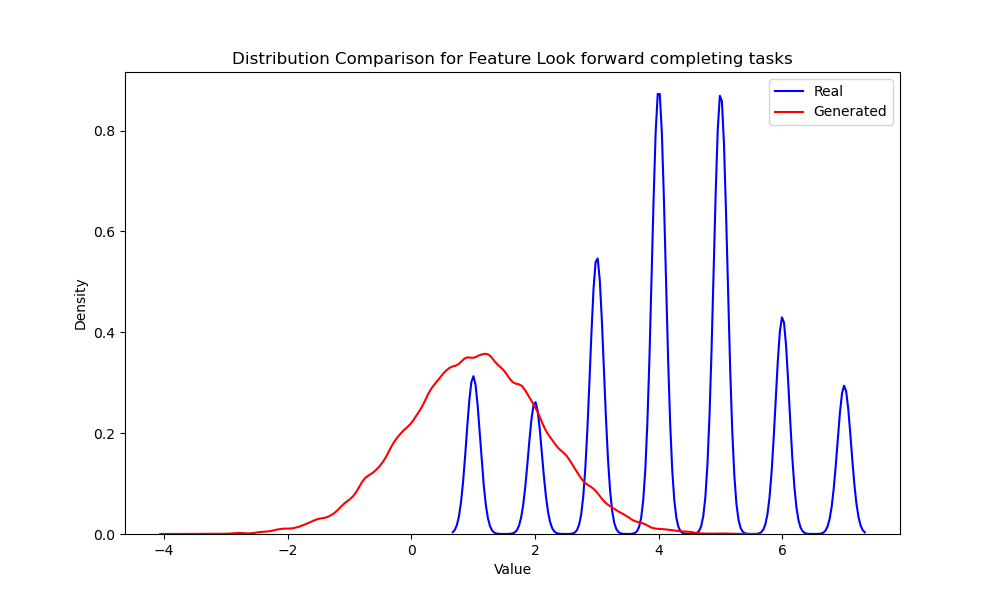 Distribution Comparison for Feature Look forward completing tasks
Real
Generated
Density
0.8
0.6
0.4
0.2
0.0
−4
−2
0
2
4
6
Value